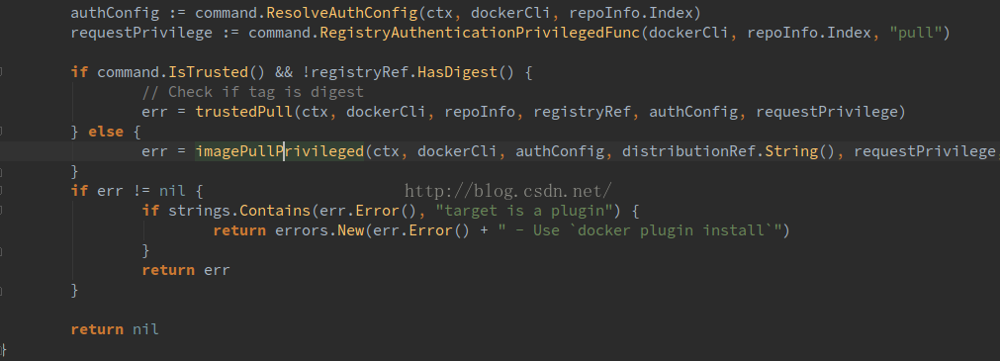 authConfig := command.ResolveAuthConfig(ctx, dockerCli, repoInfo.Index)
requestPrivilege := command.RegistryAuthenticationPrivilegedFunc(dockerCli, repoInfo.Index, "pull")
if command.IsTrusted() && !registryRef.HasDigest() {
// Check if tag is digest
err = trustedPull(ctx, dockerCli, repoInfo, registryRef, authConfig, requestPrivilege)
} else {
err = imagePullPrivileged(ctx, dockerCli, authConfig, distributionRef.String(), requestPrivilege,
}
if err != nil {
http://blog.csdn.net/
if strings.Contains(err.Error(), "target is a plugin") {
return errors.New(err.Error() + " - Use `docker plugin install`")
}
return err
}
return nil
}